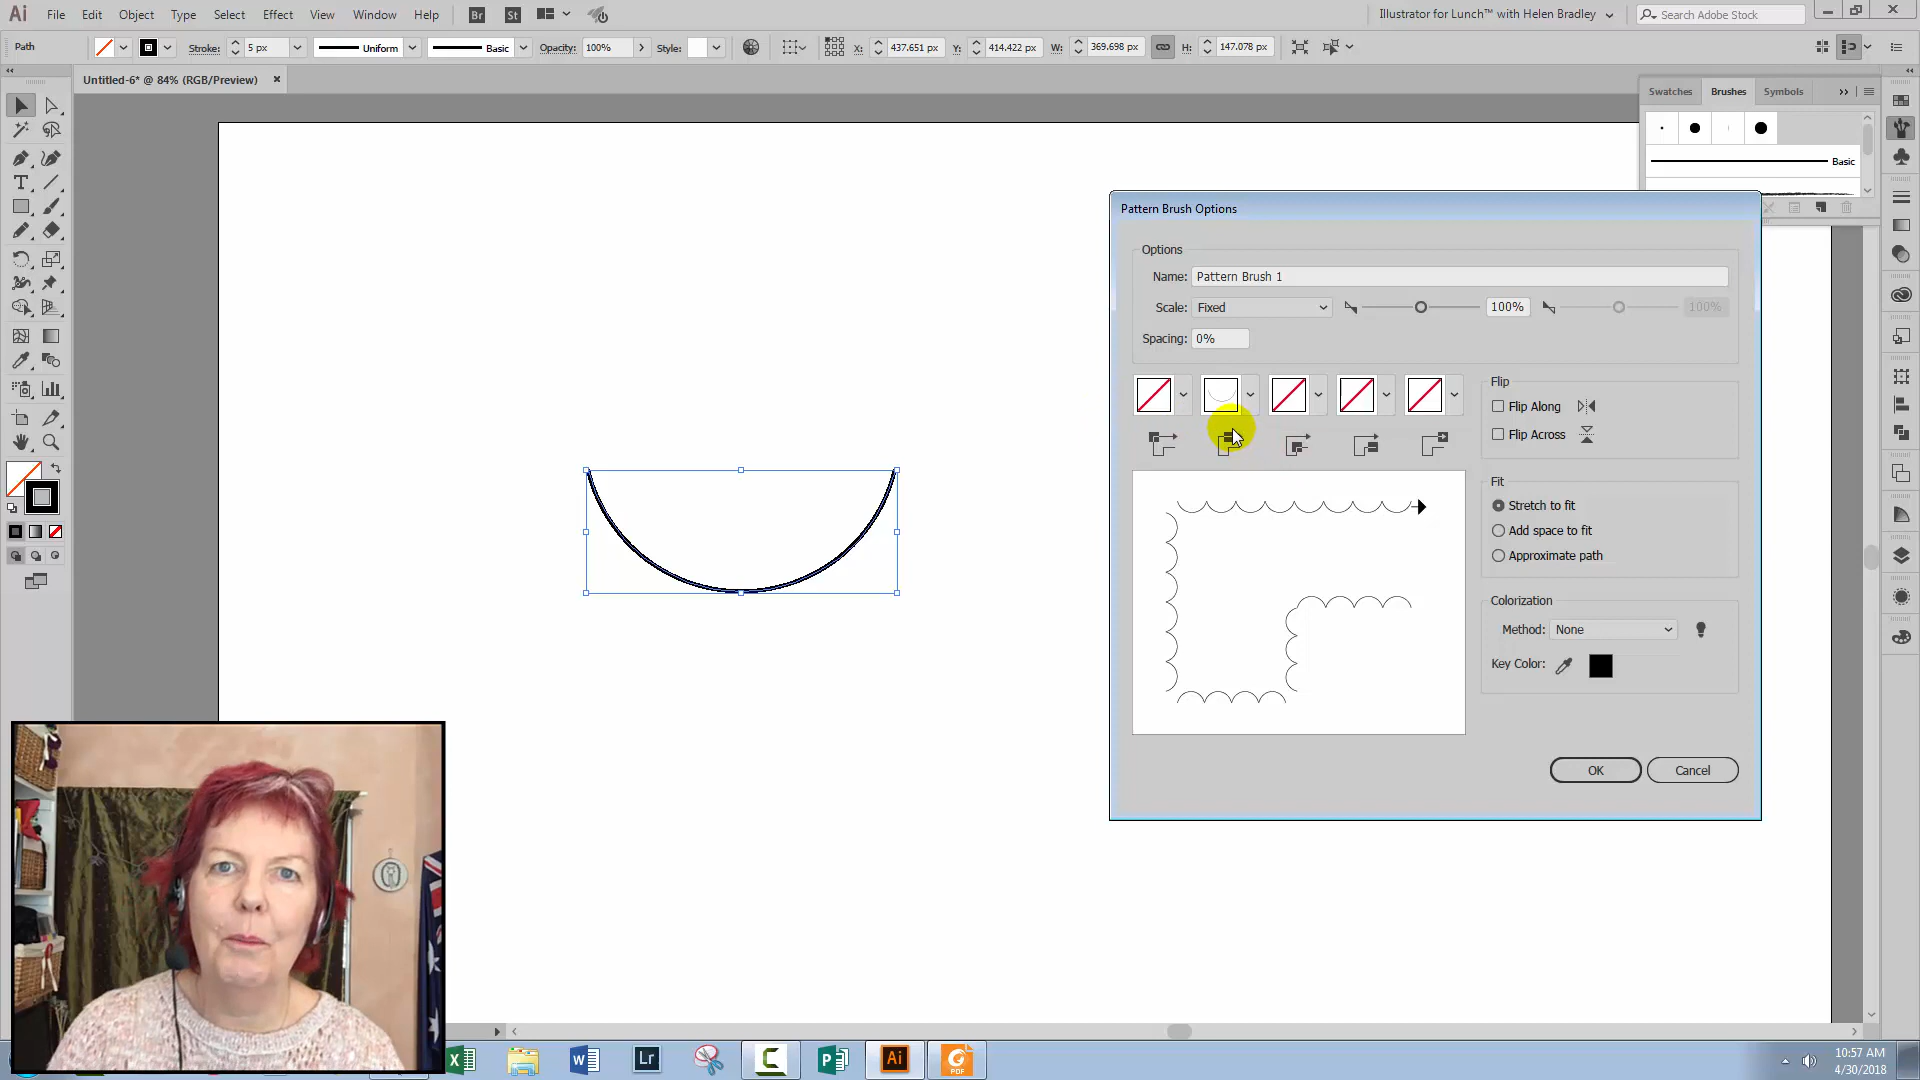 Ai File Edit Object Type Select Effect View Window Help Br St Illustrator for Lunch™ with Helen Bradley Search Adobe Stock
Path Stroke: 5 px Uniform Basic Opacity: 100% Style: X: 437.651 px Y: 414.422 px W: 369.698 px H: 147.078 px
Untitled-6* @ 84% (RGB/Preview)
Swatches Brushes Symbols
Basic
Pattern Brush Options
Options
Name: Pattern Brush 1
Scale: Fixed 100% 100%
Spacing: 0%
Flip
Flip Along
Flip Across
Fit
Stretch to fit
Add space to fit
Approximate path
Colorization
Method: None
Key Color:
OK Cancel
Lr
Ai
PDF
10:57 AM
4/30/2018